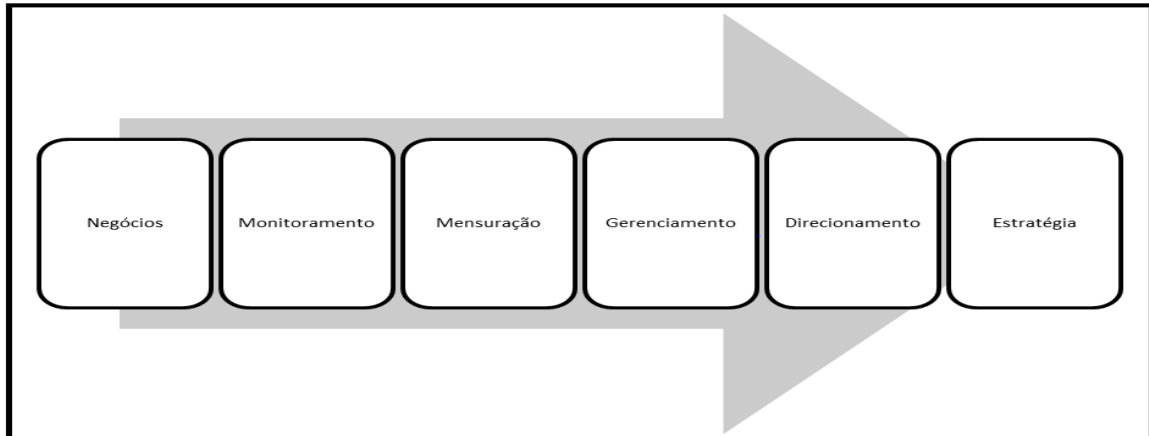 Negócios
Monitoramento
Mensuração
Gerenciamento
Direcionamento
Estratégia